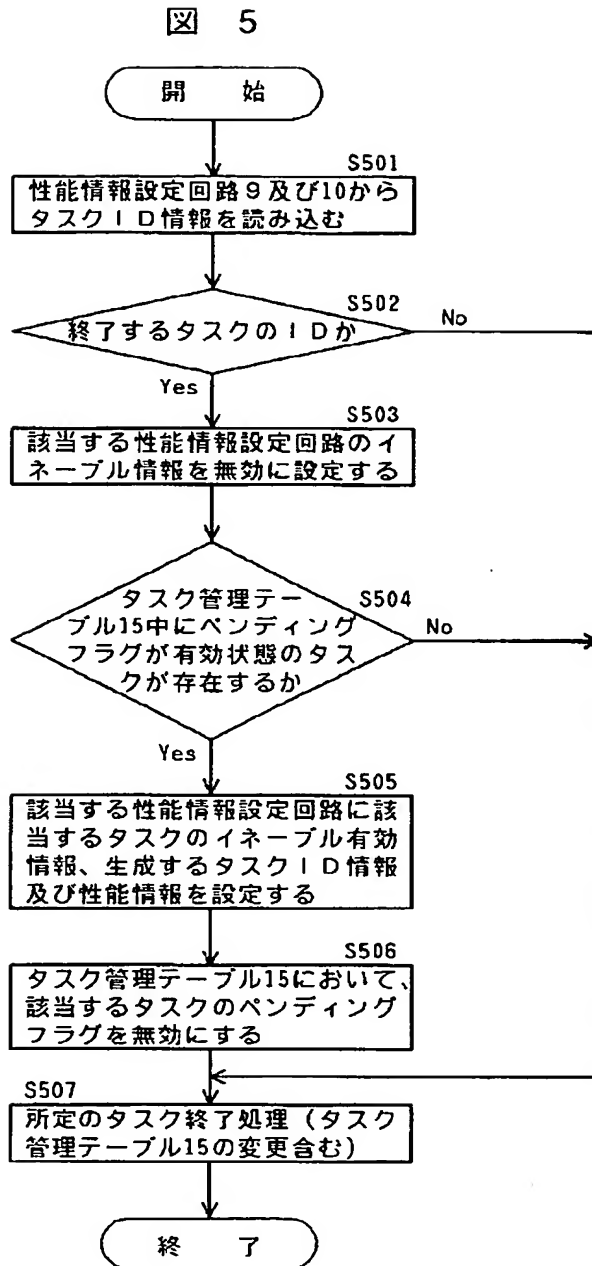 図 5
開 始
S501
性能情報設定回路9及び10から
タスクID情報を読み込む
S502
終了するタスクのIDか
No
Yes
S503
該当する性能情報設定回路のイ
ネーブル情報を無効に設定する
タスク管理テー
S504
ブル15中にペンディング
No
フラグが有効状態のタス
クが存在するか
Yes
S505
該当する性能情報設定回路に該
当するタスクのイネーブル有効
情報、生成するタスクID情報
及び性能情報を設定する
S506
タスク管理テーブル15において、
該当するタスクのペンディング
フラグを無効にする
S507
所定のタスク終了処理(タスク
管理テーブル15の変更含む)
終 了